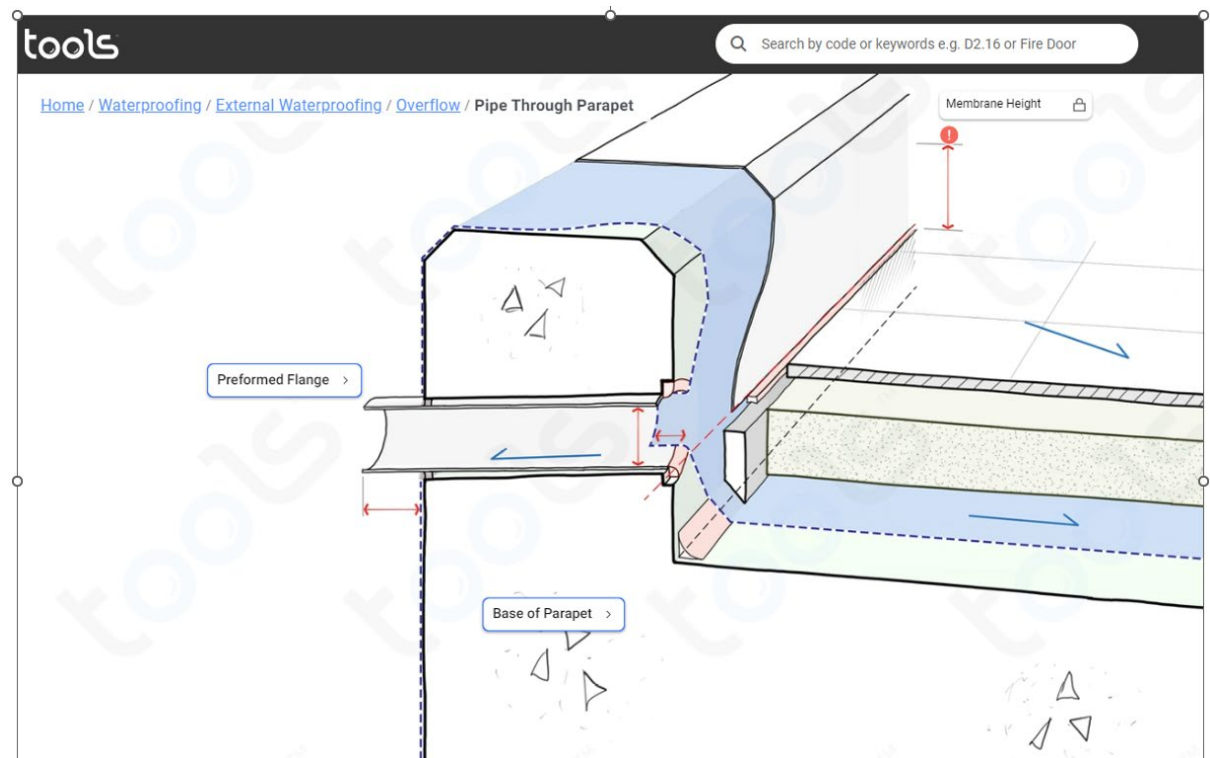 tools
Search by code or keywords e.g. D2.16 or Fire Door
Home / Waterproofing / External Waterproofing / Overflow / Pipe Through Parapet
Membrane Height
!
Preformed Flange >
Base of Parapet >